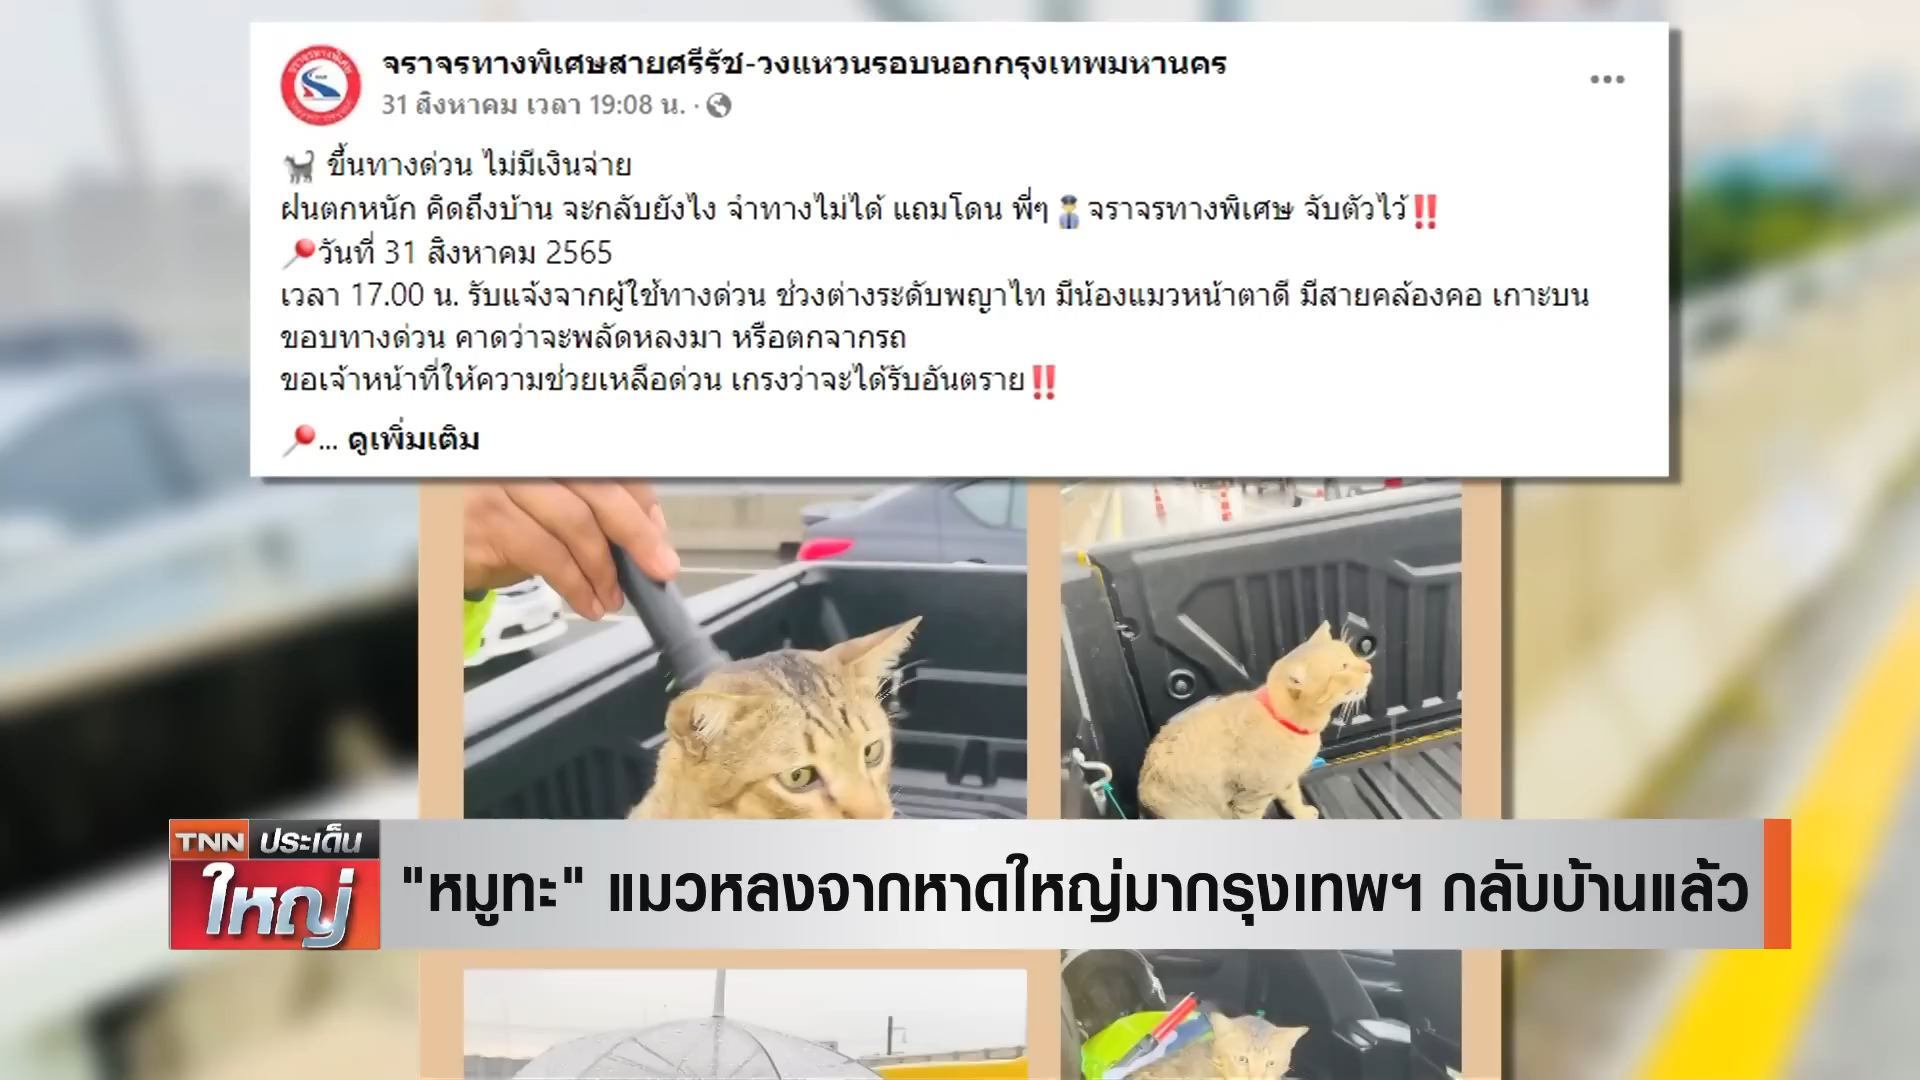 จราจรทางพิเศษสายศรีรัช-วงแหวนรอบนอกกรุงเทพมหานคร
31 สิงหาคม เวลา 19:08 น. ·
ขึ้นทางด่วน ไม่มีเงินจ่าย
ฝนตกหนัก คิดถึงบ้าน จะกลับยังไง จำทางไม่ได้ แถมโดน พี่ๆ จราจรทางพิเศษ จับตัวไว้‼️
📍วันที่ 31 สิงหาคม 2565
เวลา 17.00 น. รับแจ้งจากผู้ใช้ทางด่วน ช่วงต่างระดับพญาไท มีน้องแมวหน้าตาดี มีสายคล้องคอ เกาะบน
ขอบทางด่วน คาดว่าจะพลัดหลงมา หรือตกจากรถ
ขอเจ้าหน้าที่ให้ความช่วยเหลือด่วน เกรงว่าจะได้รับอันตราย‼️
📍... ดูเพิ่มเติม
TNN ประเด็น
ใหญ่
"หมูทะ" แมวหลงจากหาดใหญ่มากรุงเทพฯ กลับบ้านแล้ว